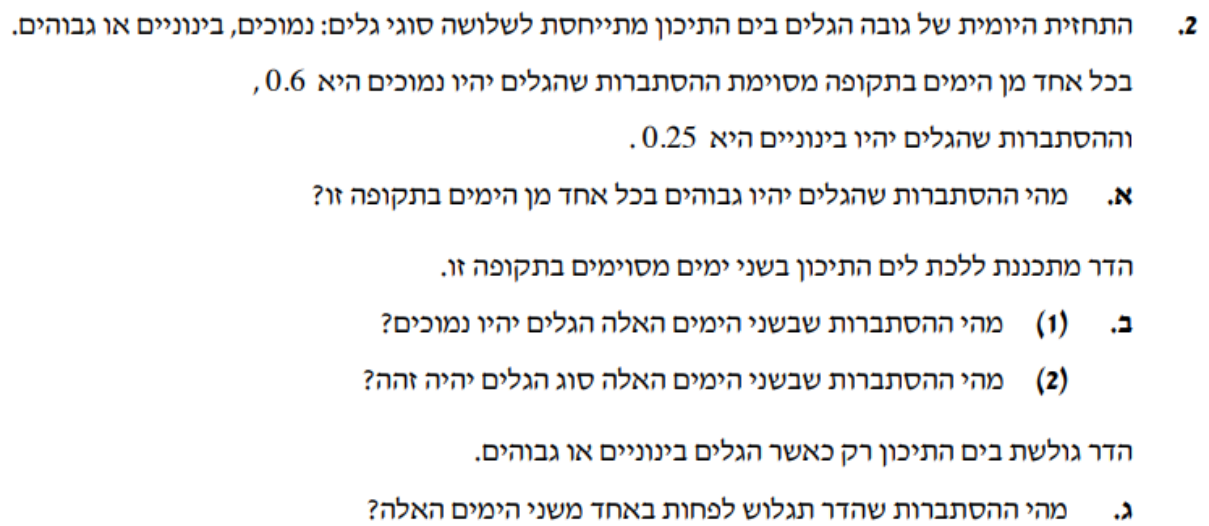 2. התחזית היומית של גובה הגלים בים התיכון מתייחסת לשלושה סוגי גלים: נמוכים, בינוניים או גבוהים.
בכל אחד מן הימים בתקופה מסוימת ההסתברות שהגלים יהיו נמוכים היא 0.6 ,
וההסתברות שהגלים יהיו בינוניים היא 0.25 .
א. מהי ההסתברות שהגלים יהיו גבוהים בכל אחד מן הימים בתקופה זו?
הדר מתכננת ללכת לים התיכון בשני ימים מסוימים בתקופה זו.
ב. (1) מהי ההסתברות שבשני הימים האלה הגלים יהיו נמוכים?
(2) מהי ההסתברות שבשני הימים האלה סוג הגלים יהיה זהה?
הדר גולשת בים התיכון רק כאשר הגלים בינוניים או גבוהים.
ג. מהי ההסתברות שהדר תגלוש לפחות באחד משני הימים האלה?